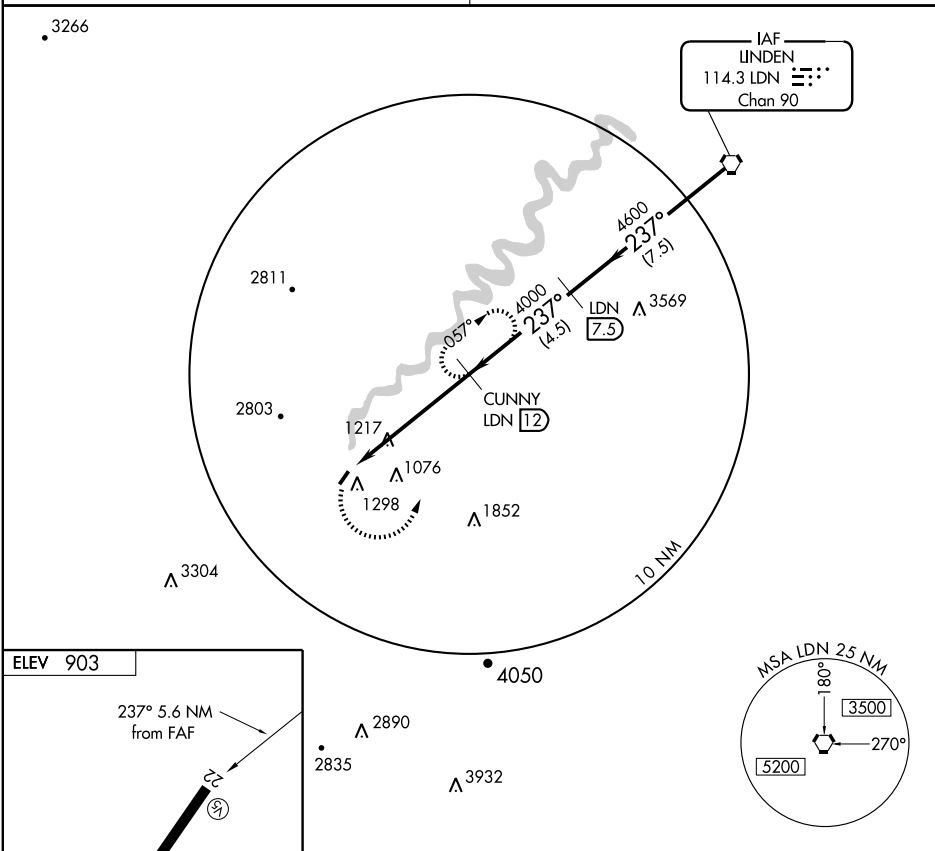 3266
IAF
LINDEN
114.3 LDN
Chan 90
4600
237°
(7.5)
2811
4000
237°
(4.5)
LDN
7.5
3569
057°
CUNNY
LDN 12
2803
1217
1076
1298
1852
10 NM
3304
ELEV 903
4050
MSA LDN 25 NM
180°
3500
270°
5200
237° 5.6 NM
from FAF
2890
2835
3932
22
V5